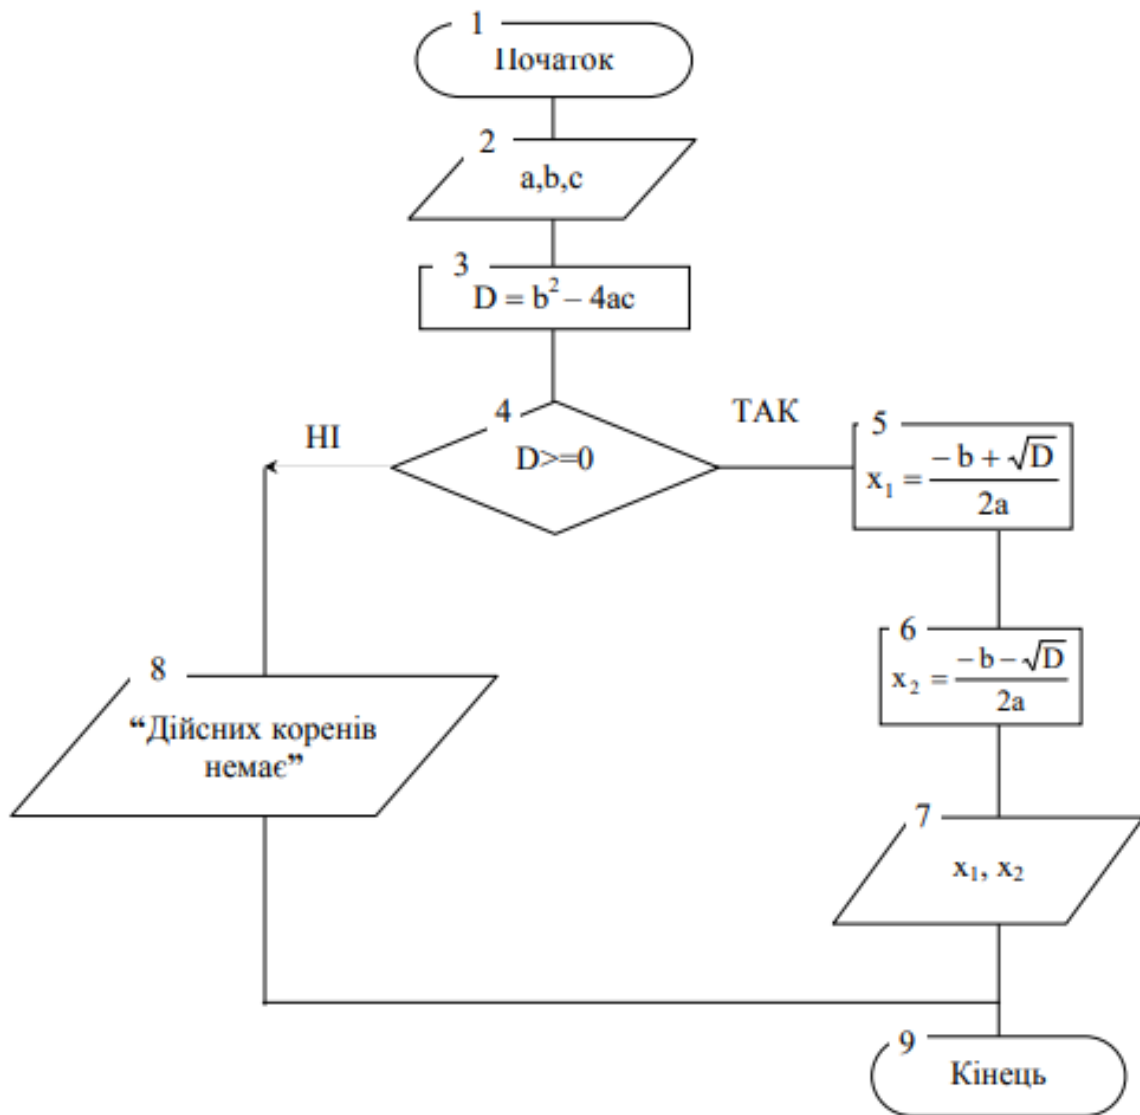 1
Початок
2
a,b,c
3
D = b² – 4ac
4
D>=0
НІ
ТАК
5
x₁ = (–b + √D) / 2a
6
x₂ = (–b – √D) / 2a
8
“Дійсних коренів
немає”
7
x₁, x₂
9
Кінець